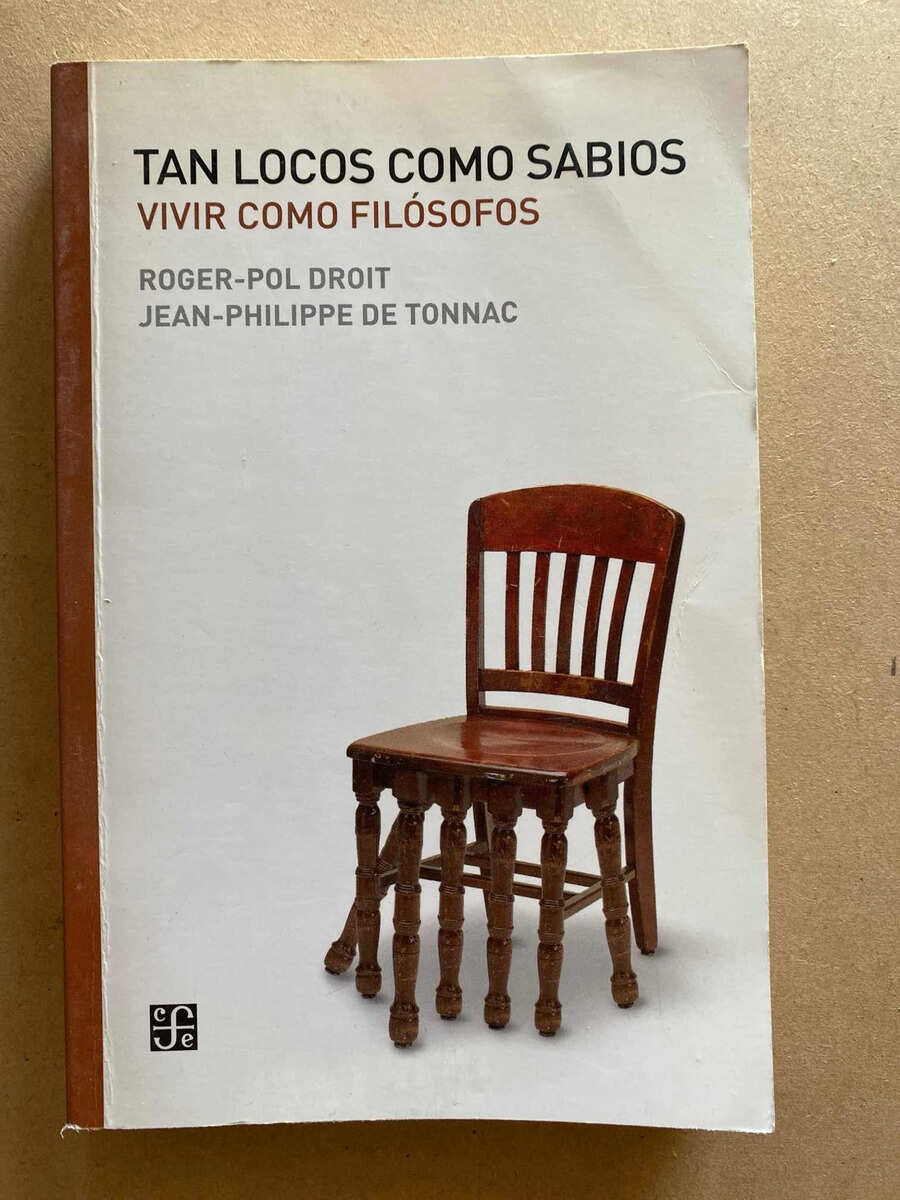 TAN LOCOS COMO SABIOS
VIVIR COMO FILÓSOFOS
ROGER-POL DROIT
JEAN-PHILIPPE DE TONNAC
cfe